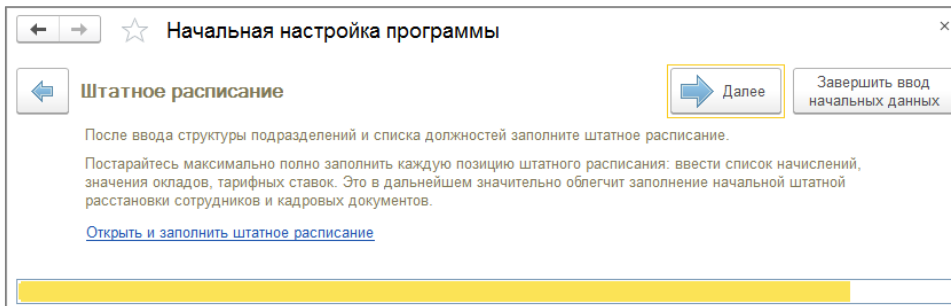 Начальная настройка программы
Штатное расписание
Далее
Завершить ввод
начальных данных
После ввода структуры подразделений и списка должностей заполните штатное расписание.
Постарайтесь максимально полно заполнить каждую позицию штатного расписания: ввести список начислений,
значения окладов, тарифных ставок. Это в дальнейшем значительно облегчит заполнение начальной штатной
расстановки сотрудников и кадровых документов.
Открыть и заполнить штатное расписание